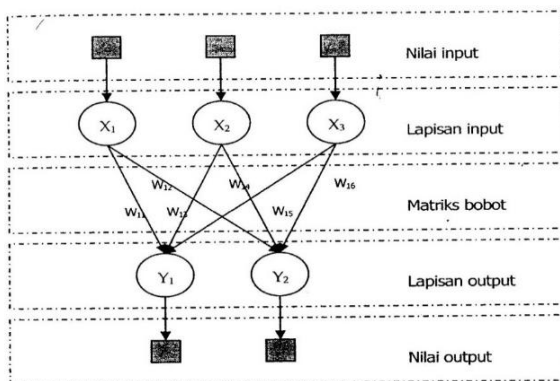 Nilai input
X₁ X₂ X₃ Lapisan input
W₁₂ W₁₄ W₁₆
W₁₁ W₁₃ W₁₅ Matriks bobot
Y₁ Y₂ Lapisan output
Nilai output